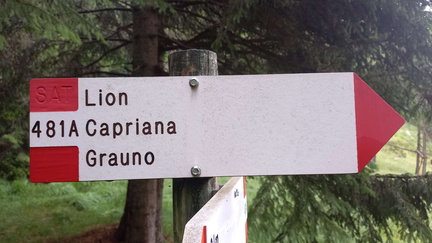 SAT Lion
481A Capriana
Grauno